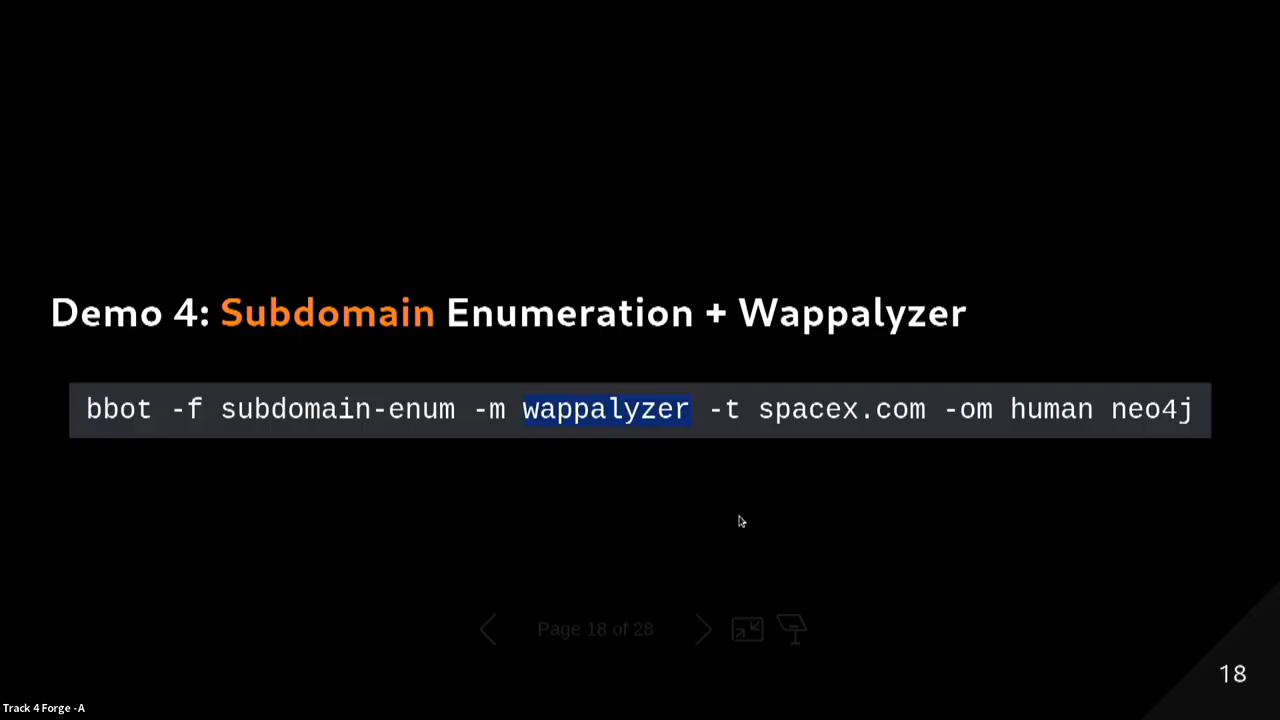 Demo 4: Subdomain Enumeration + Wappalyzer
bbot -f subdomain-enum -m wappalyzer -t spacex.com -om human neo4j
Page 18 of 28
18
Track 4 Forge -A